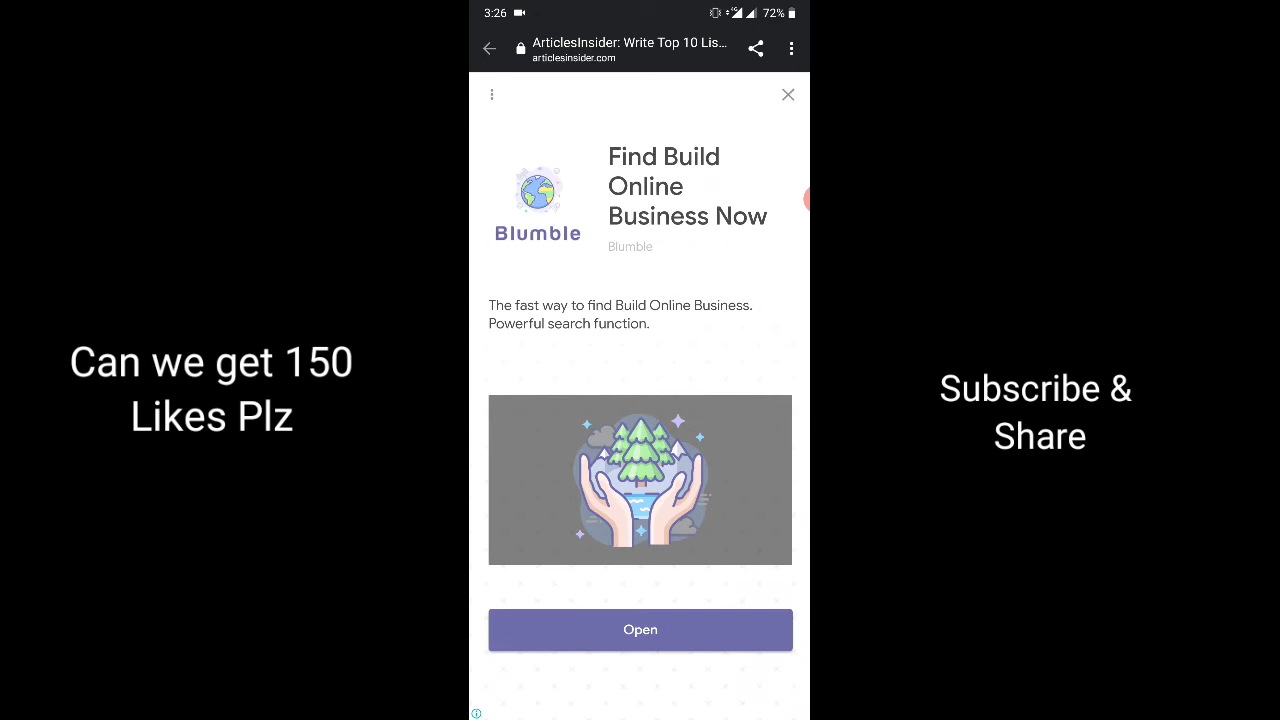 3:26
4G
72%
ArticlesInsider: Write Top 10 Lis...
articlesinsider.com
Find Build
Online
Business Now
Blumble
Blumble
The fast way to find Build Online Business.
Powerful search function.
Can we get 150
Likes Plz
Subscribe &
Share
Open